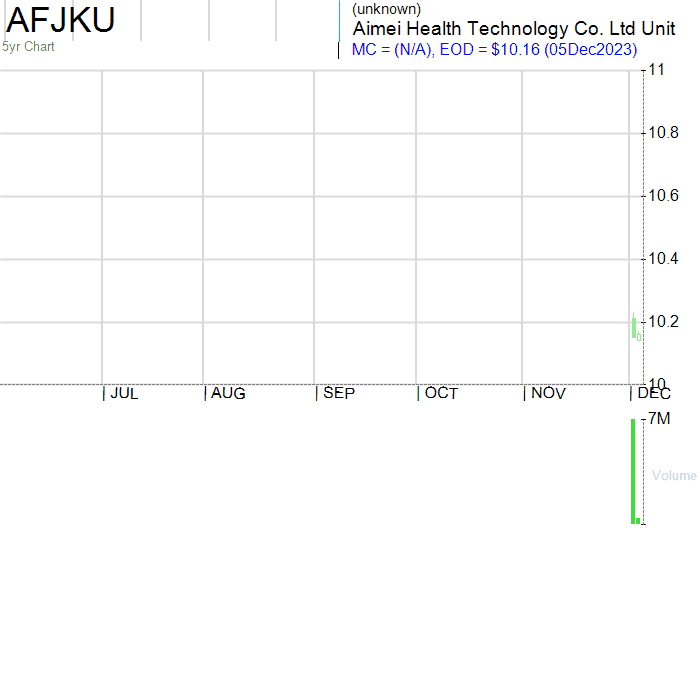 AFJKU
(unknown)
Aimei Health Technology Co. Ltd Unit
5yr Chart
MC = (N/A), EOD = $10.16 (05Dec2023)
11
10.8
10.6
10.4
10.2
10
JUL AUG SEP OCT NOV DEC
7M
Volume